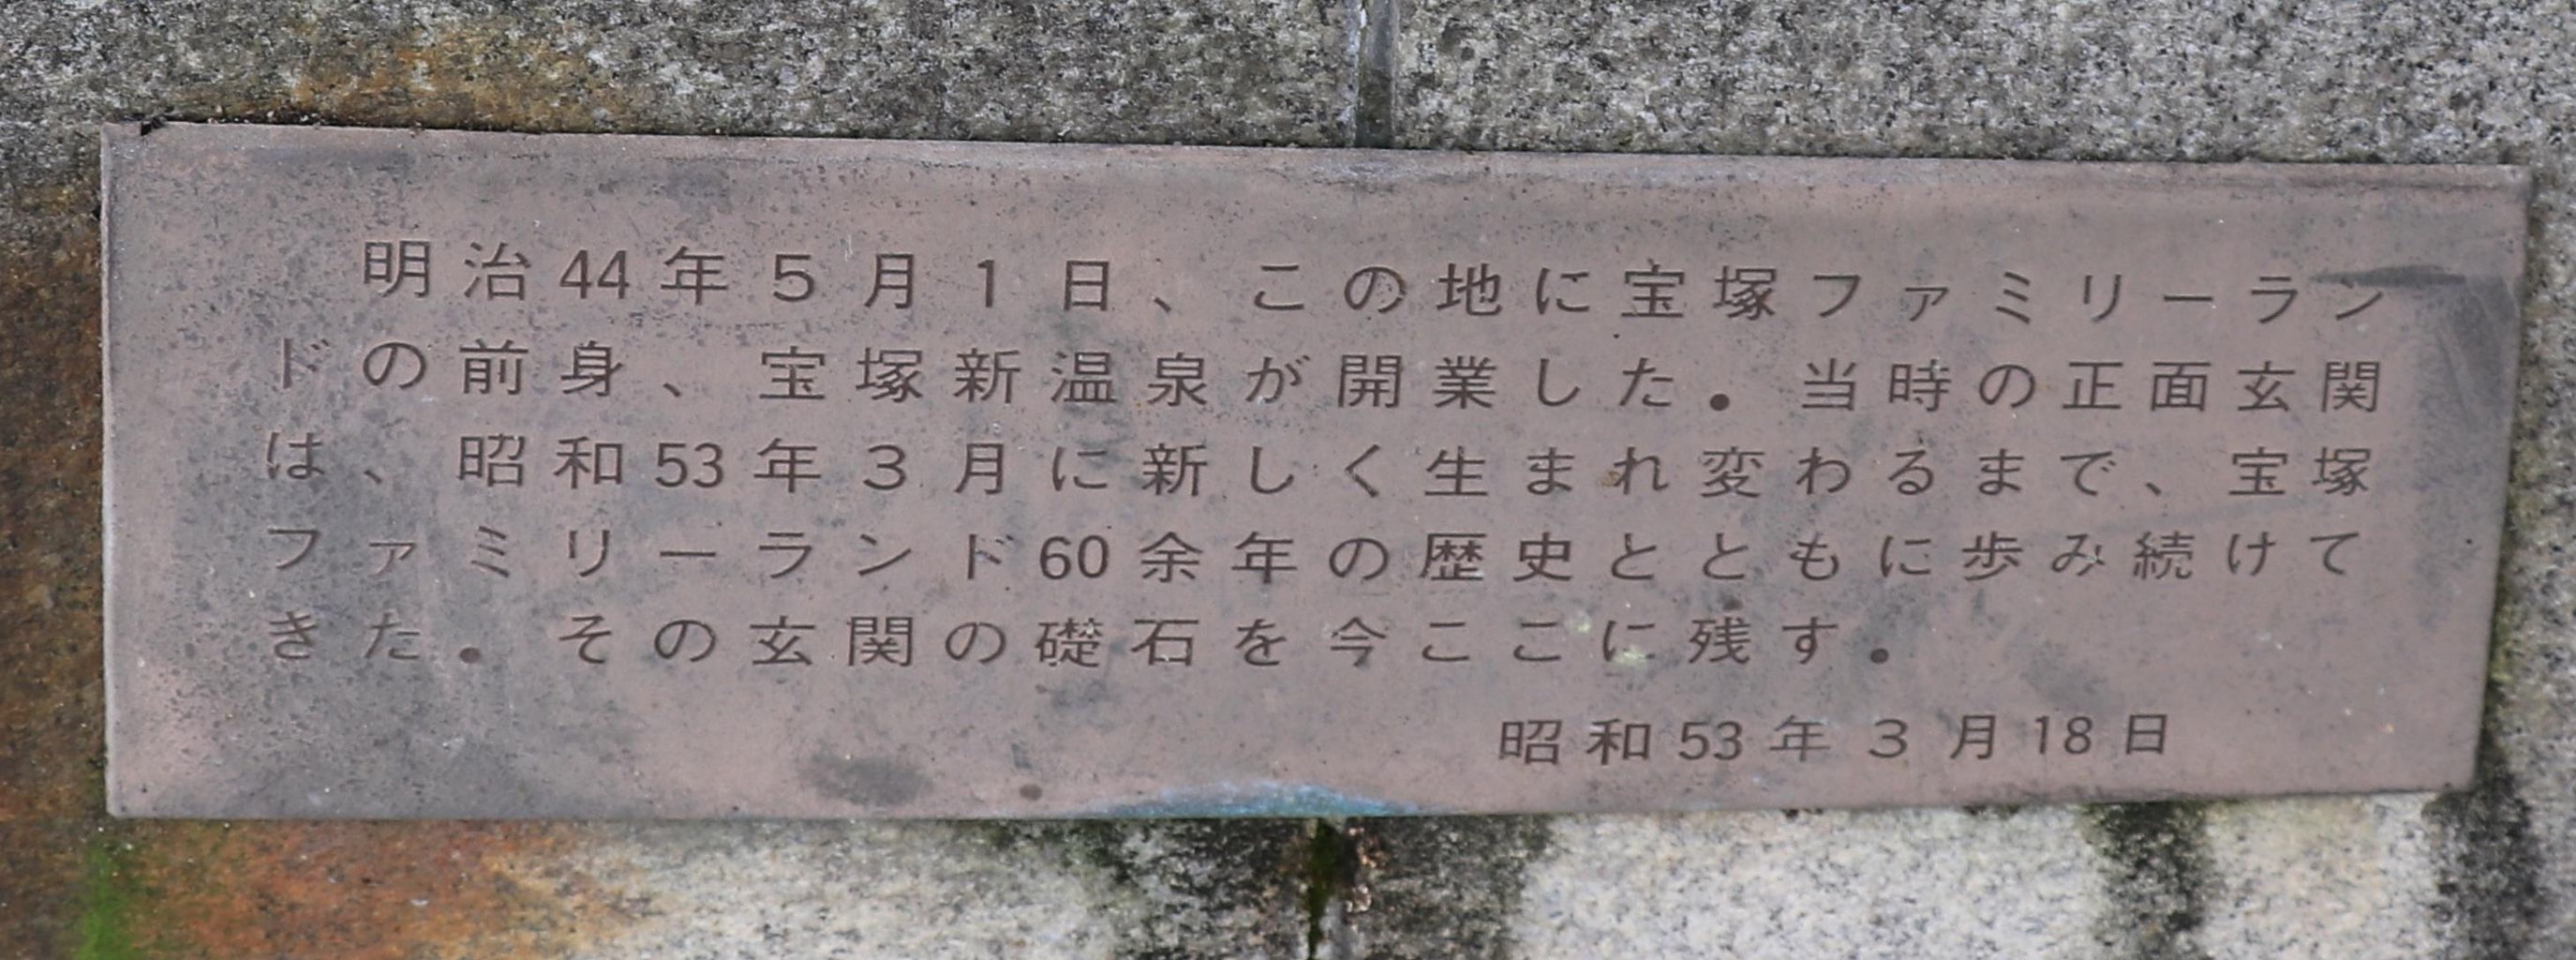 明治44年5月1日、この地に宝塚ファミリーラン
ドの前身、宝塚新温泉が開業した。当時の正面玄関
は、昭和53年3月に新しく生まれ変わるまで、宝塚
ファミリーランド60余年の歴史とともに歩み続けて
きた。その玄関の礎石を今ここに残す。
昭和53年3月18日